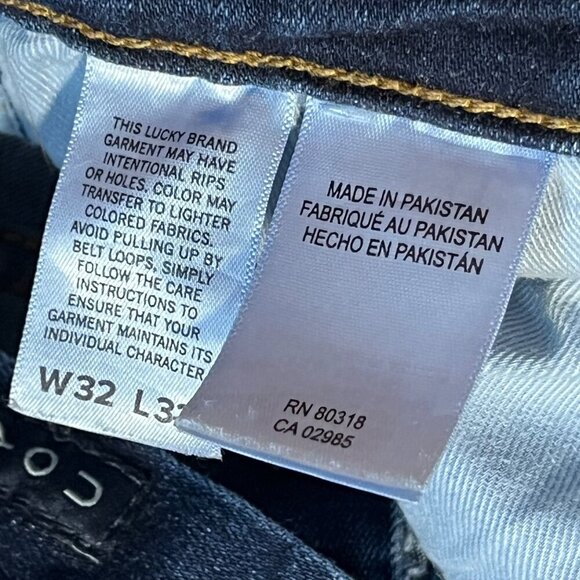 THIS LUCKY BRAND
GARMENT MAY HAVE
INTENTIONAL RIPS
OR HOLES. COLOR MAY
TRANSFER TO LIGHTER
COLORED FABRICS.
AVOID PULLING UP BY
BELT LOOPS, SIMPLY
FOLLOW THE CARE
INSTRUCTIONS TO
ENSURE THAT YOUR
GARMENT MAINTAINS ITS
INDIVIDUAL CHARACTER
W32
MADE IN PAKISTAN
FABRIQUÉ AU PAKISTAN
HECHO EN PAKISTÁN
RN 80318
CA 02985